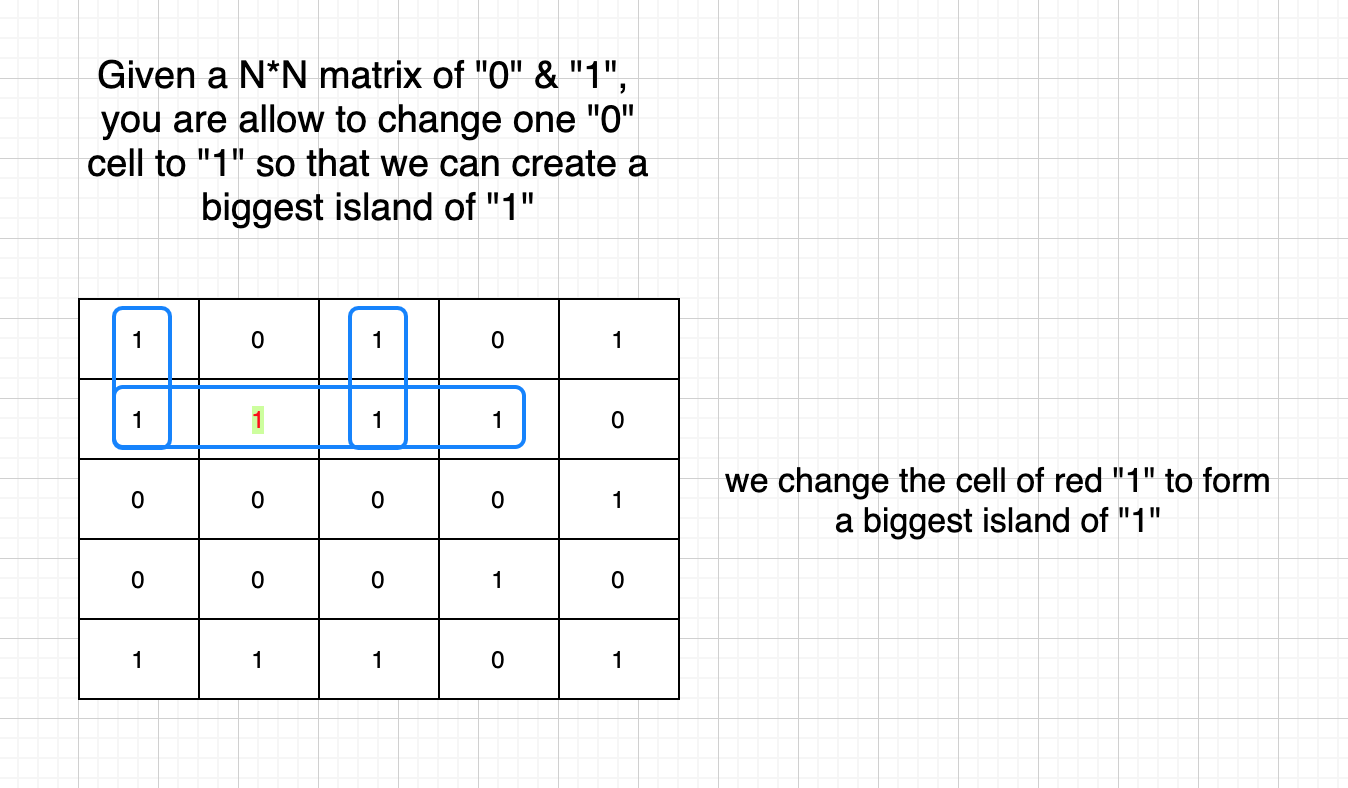 Given a N*N matrix of "0" & "1",
you are allow to change one "0"
cell to "1" so that we can create a
biggest island of "1"
1 0 1 0 1
1 1 1 1 0
0 0 0 0 1
0 0 0 1 0
1 1 1 0 1
we change the cell of red "1" to form
a biggest island of "1"